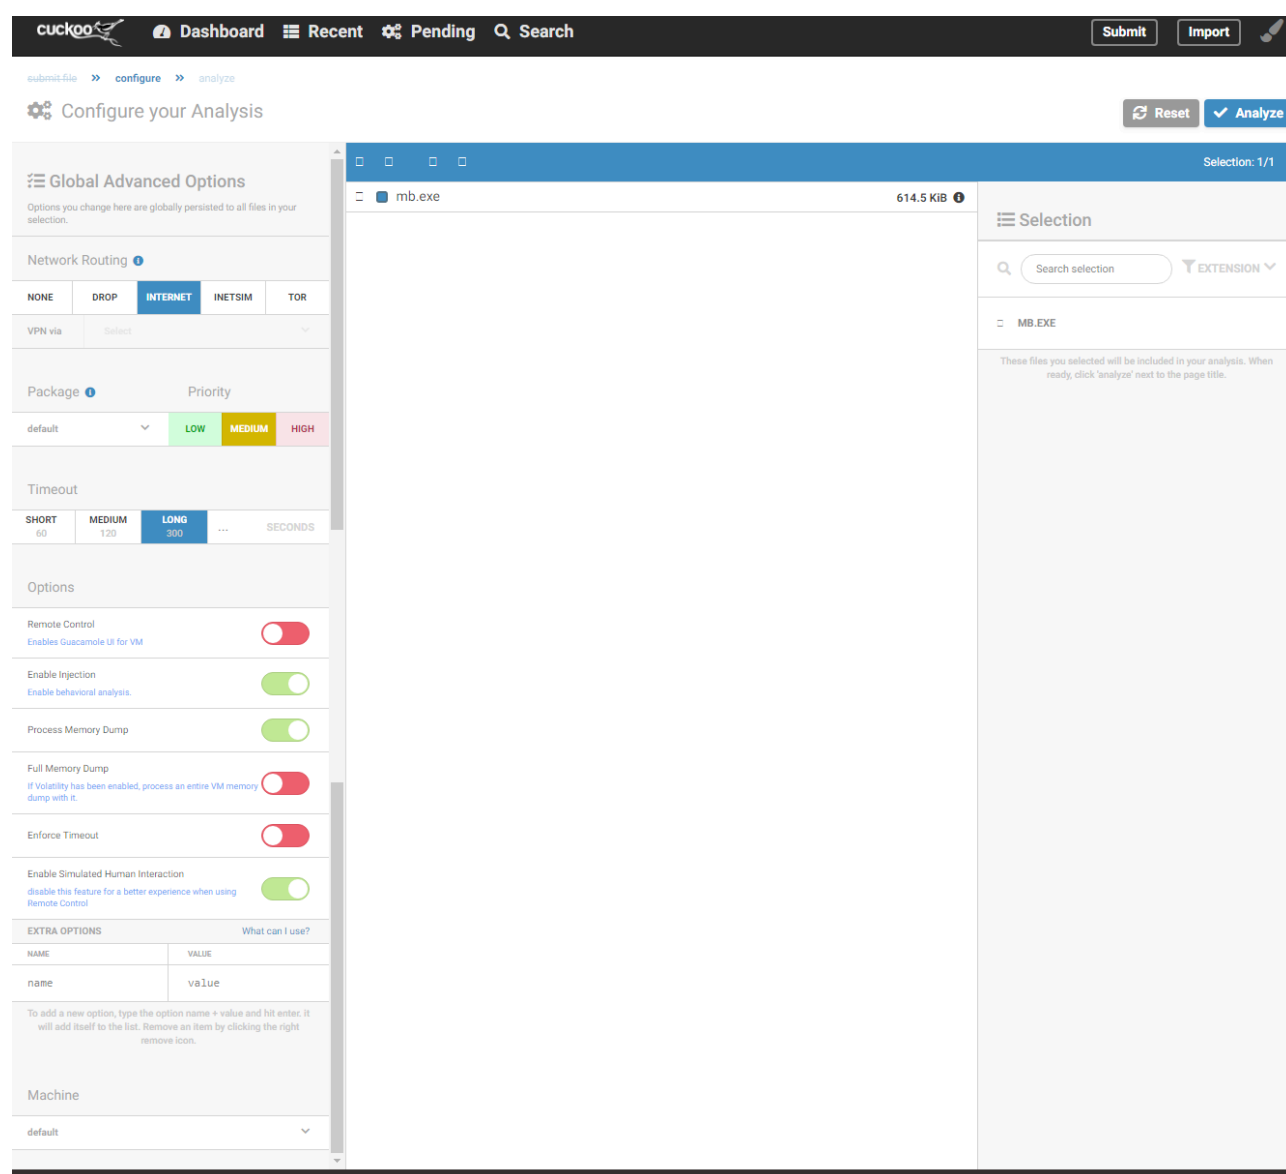 cuckoo Dashboard Recent Pending Search Submit Import
submit file » configure » analyze
Configure your Analysis Reset Analyze
Global Advanced Options
Options you change here are globally persisted to all files in your
selection.
Network Routing
NONE DROP INTERNET INETSIM TOR
VPN via Select
Package Priority
default LOW MEDIUM HIGH
Timeout
SHORT MEDIUM LONG
60 120 300 ... SECONDS
Options
Remote Control
Enables Guacamole UI for VM
Enable Injection
Enable behavioral analysis.
Process Memory Dump
Full Memory Dump
If Volatility has been enabled, process an entire VM memory
dump with it.
Enforce Timeout
Enable Simulated Human Interaction
disable this feature for a better experience when using
Remote Control
EXTRA OPTIONS What can I use?
NAME VALUE
name value
To add a new option, type the option name + value and hit enter. it
will add itself to the list. Remove an item by clicking the right
remove icon.
Machine
default
Selection: 1/1
mb.exe 614.5 KiB
Selection
Search selection EXTENSION
MB.EXE
These files you selected will be included in your analysis. When
ready, click 'analyze' next to the page title.